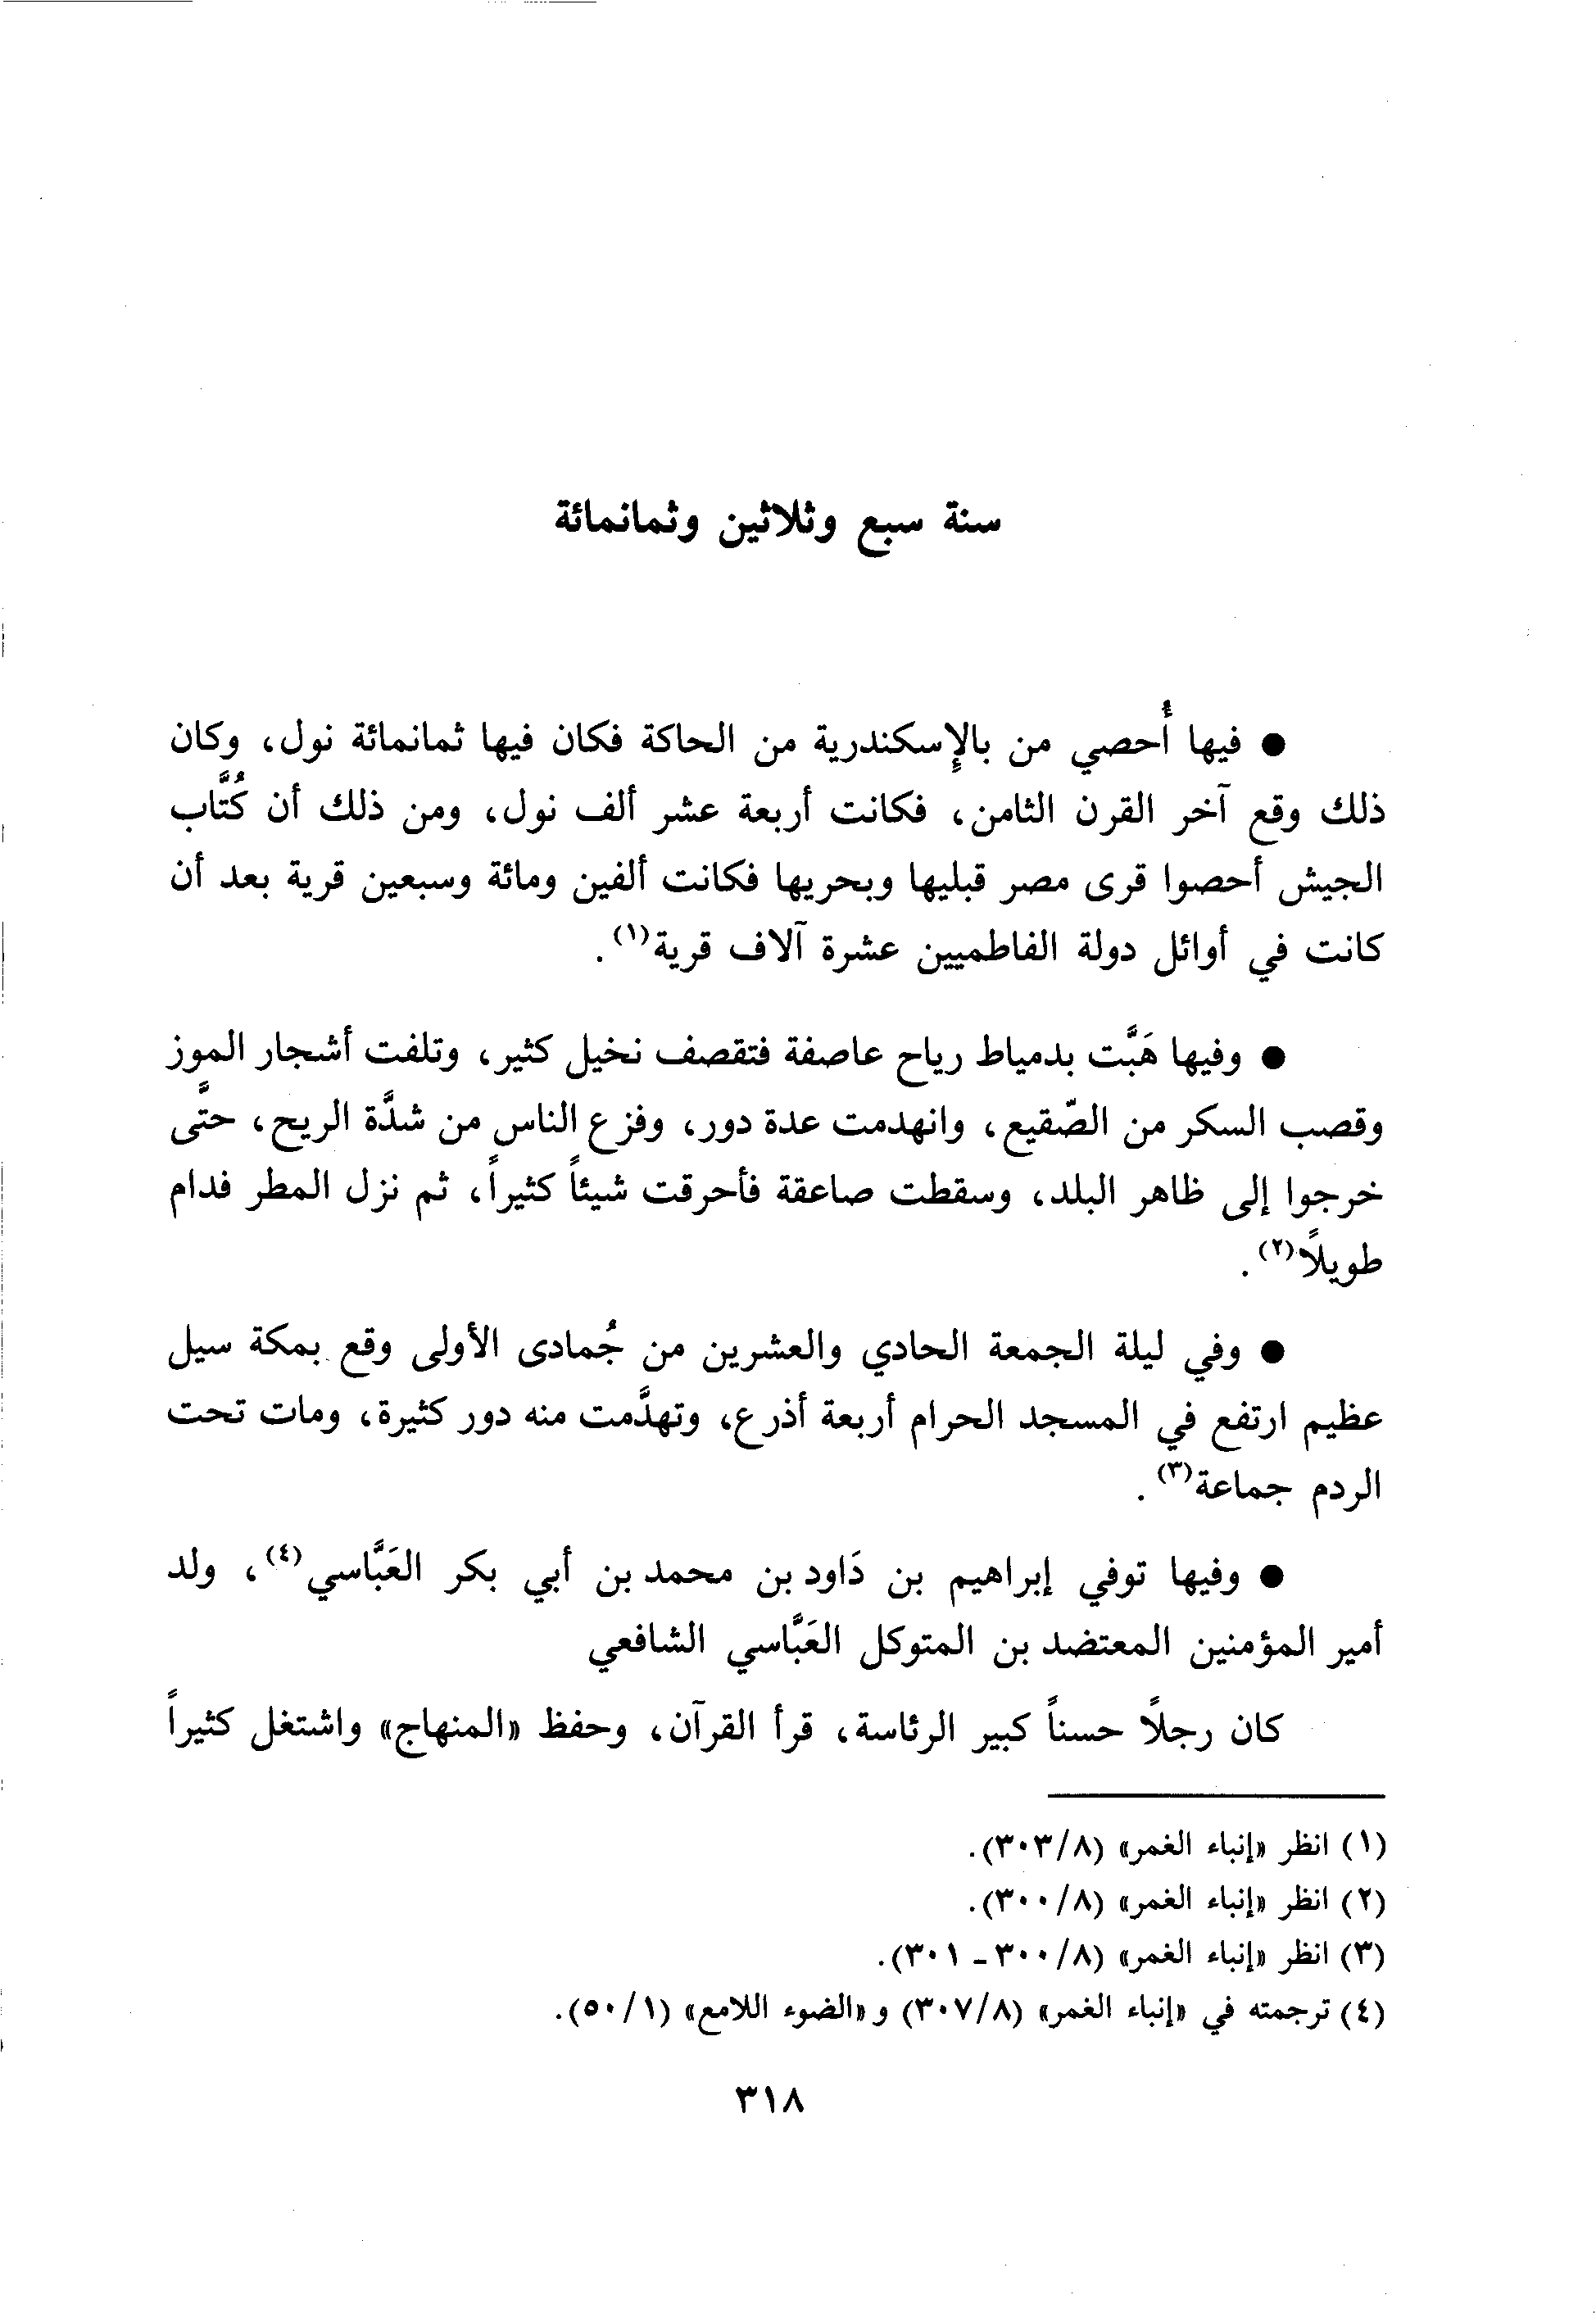 سنة سبع وثلاثين وثمانمائة
● فيها أُحصي من بالإِسكندرية من الحاكة فكان فيها ثمانمائة نول، وكان
ذلك وقع آخر القرن الثامن، فكانت أربعة عشر ألف نول، ومن ذلك أن كُتَّاب
الجيش أحصوا قرى مصر قبليها وبحريها فكانت ألفين ومائة وسبعين قرية بعد أن
كانت في أوائل دولة الفاطميين عشرة آلاف قرية(١).
● وفيها هَبَّت بدمياط رياح عاصفة فتقصف نخيل كثير، وتلفت أشجار الموز
وقصب السكر من الصّقيع، وانهدمت عدة دور، وفزع الناس من شدَّة الريح، حتَّى
خرجوا إلى ظاهر البلد، وسقطت صاعقة فأحرقت شيئاً كثيراً، ثم نزل المطر فدام
طويلاً(٢).
● وفي ليلة الجمعة الحادي والعشرين من جُمادى الأولى وقع بمكة سيل
عظيم ارتفع في المسجد الحرام أربعة أذرع، وتهدَّمت منه دور كثيرة، ومات تحت
الردم جماعة(٣).
● وفيها توفي إبراهيم بن دَاود بن محمد بن أبي بكر العَبَّاسي(٤)، ولد
أمير المؤمنين المعتضد بن المتوكل العَبَّاسي الشافعي
كان رجلاً حسناً كبير الرئاسة، قرأ القرآن، وحفظ «المنهاج» واشتغل كثيراً
(١) انظر «إنباء الغمر» (٣٠٣/٨).
(٢) انظر «إنباء الغمر» (٣٠٠/٨).
(٣) انظر «إنباء الغمر» (٣٠٠/٨ ـ ٣٠١).
(٤) ترجمته في «إنباء الغمر» (٣٠٧/٨) و «الضوء اللامع» (٥٠/١).
٣١٨